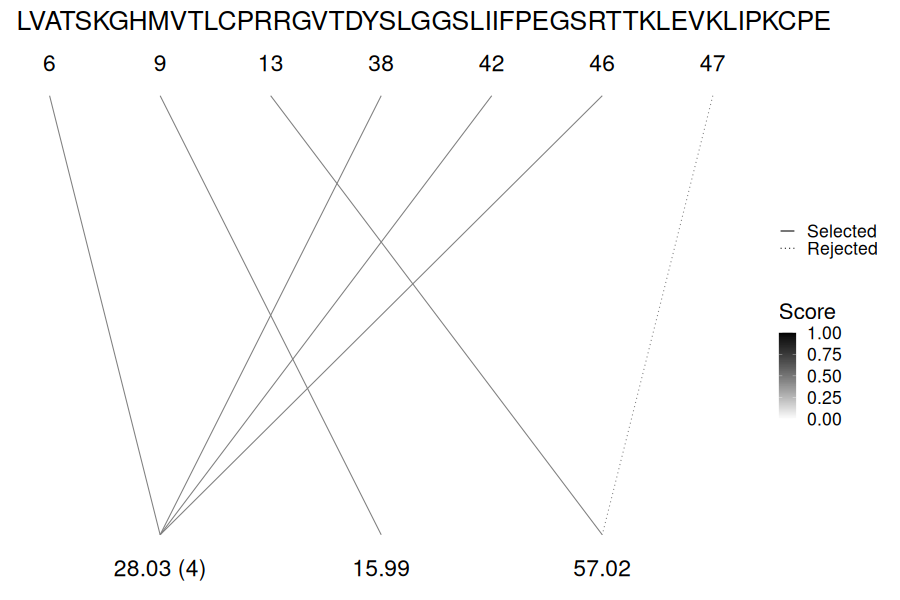 LVATSKGHMVTLCPRRGVTDYSLGGSLIIFPEGSRTTKLEVKLIPKCPE
6 9 13 38 42 46 47
Selected
Rejected
Score
1.00
0.75
0.50
0.25
0.00
28.03 (4) 15.99 57.02